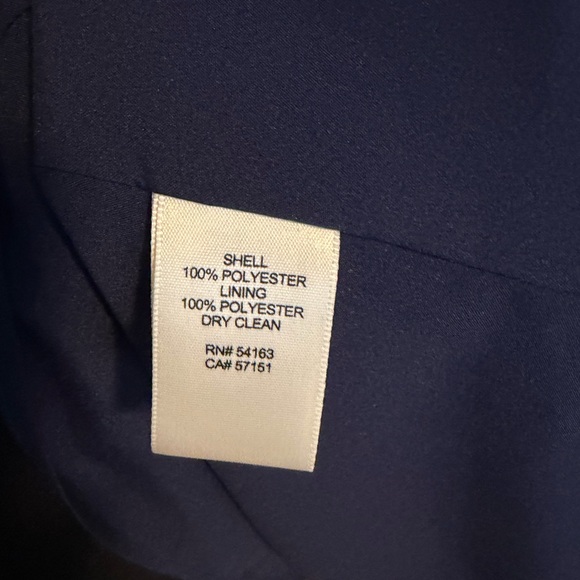 SHELL
100% POLYESTER
LINING
100% POLYESTER
DRY CLEAN
RN# 54163
CA# 57151